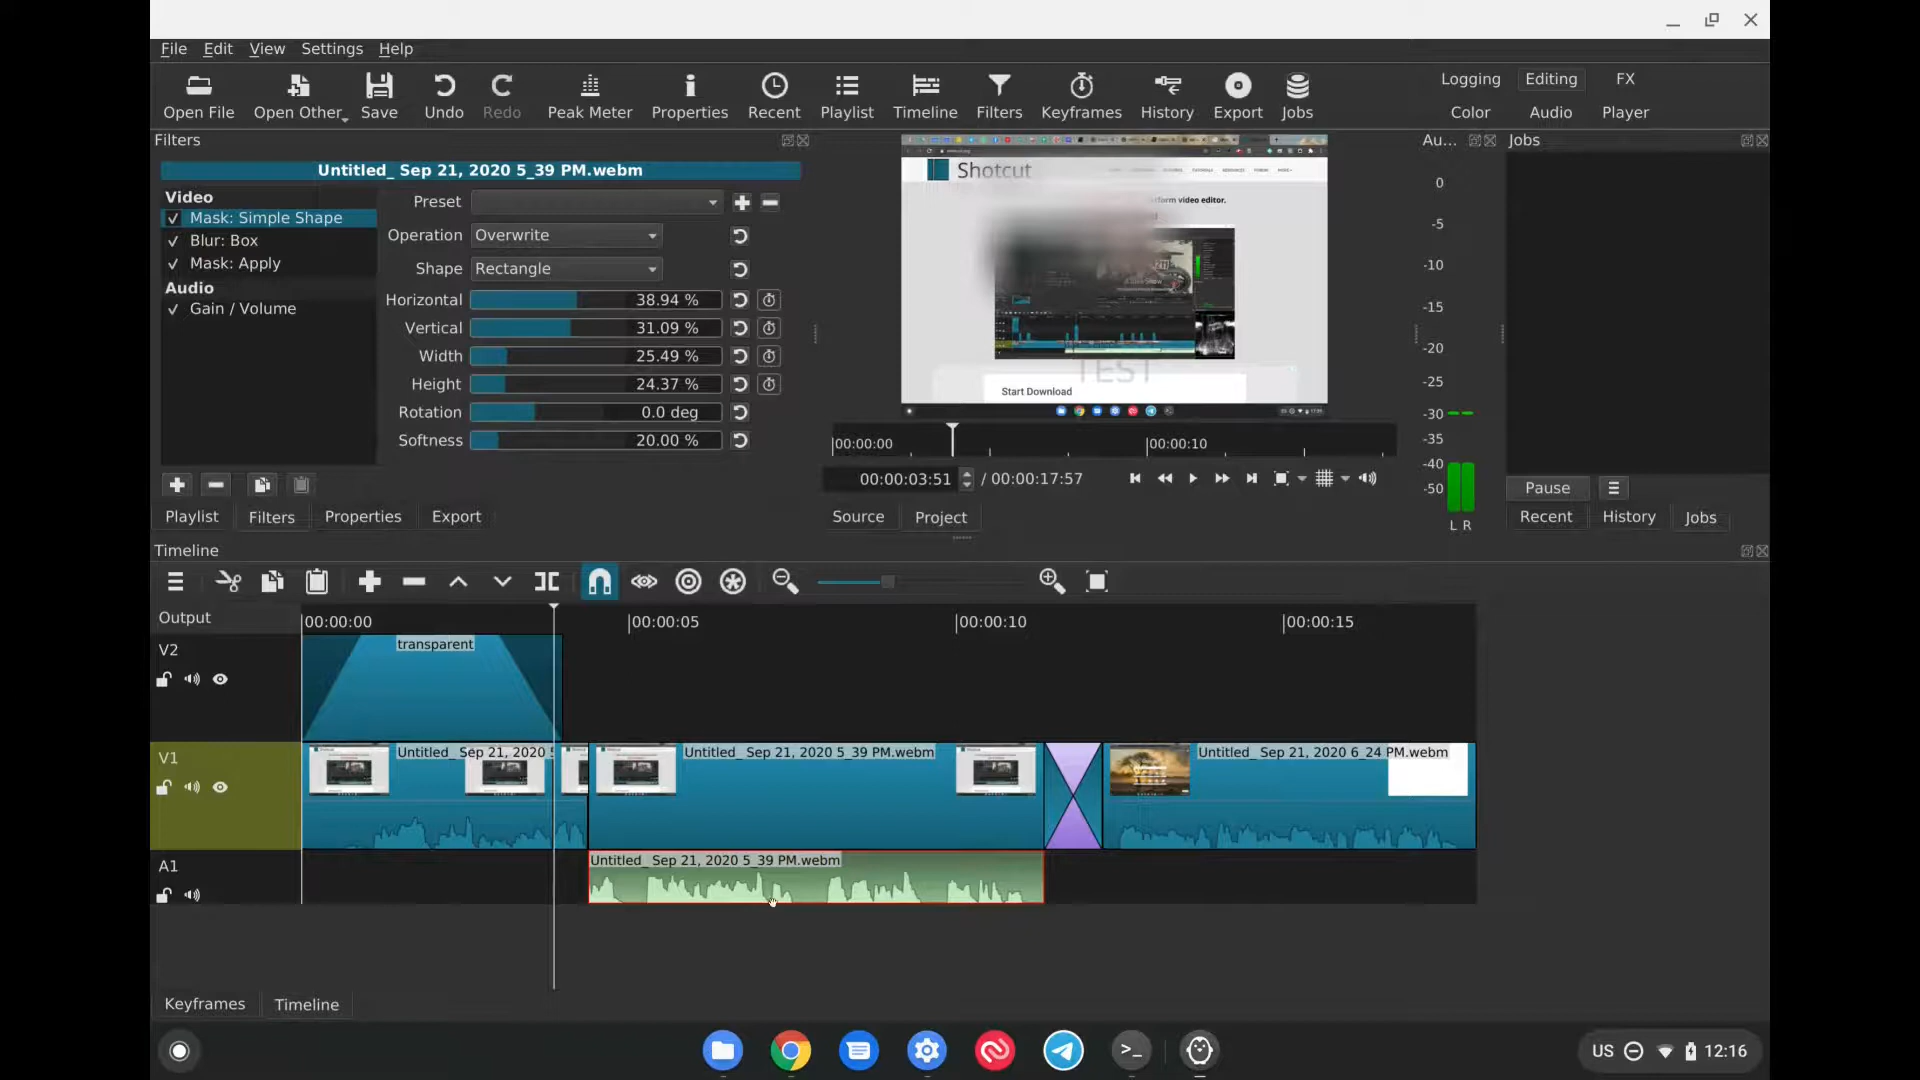 File Edit View Settings Help
Open File Open Other Save Undo Redo Peak Meter Properties Recent Playlist Timeline Filters Keyframes History Export Jobs
Logging Editing FX
Color Audio Player
Filters
Untitled_ Sep 21, 2020 5_39 PM.webm
Video
Mask: Simple Shape
Blur: Box
Mask: Apply
Audio
Gain / Volume
Preset
Operation Overwrite
Shape Rectangle
Horizontal 38.94 %
Vertical 31.09 %
Width 25.49 %
Height 24.37 %
Rotation 0.0 deg
Softness 20.00 %
Playlist Filters Properties Export
Shotcut
tform video editor.
TEST
Start Download
00:00:00 00:00:10
00:00:03:51 / 00:00:17:57
Source Project
Au...
0
-5
-10
-15
-20
-25
-30
-35
-40
-50
L R
Jobs
Pause
Recent History Jobs
Timeline
Output 00:00:00 00:00:05 00:00:10 00:00:15
V2
transparent
V1
Untitled_ Sep 21, 2020 5
Untitled_ Sep 21, 2020 5_39 PM.webm
Untitled_ Sep 21, 2020 6_24 PM.webm
A1
Untitled_ Sep 21, 2020 5_39 PM.webm
Keyframes Timeline
US 12:16